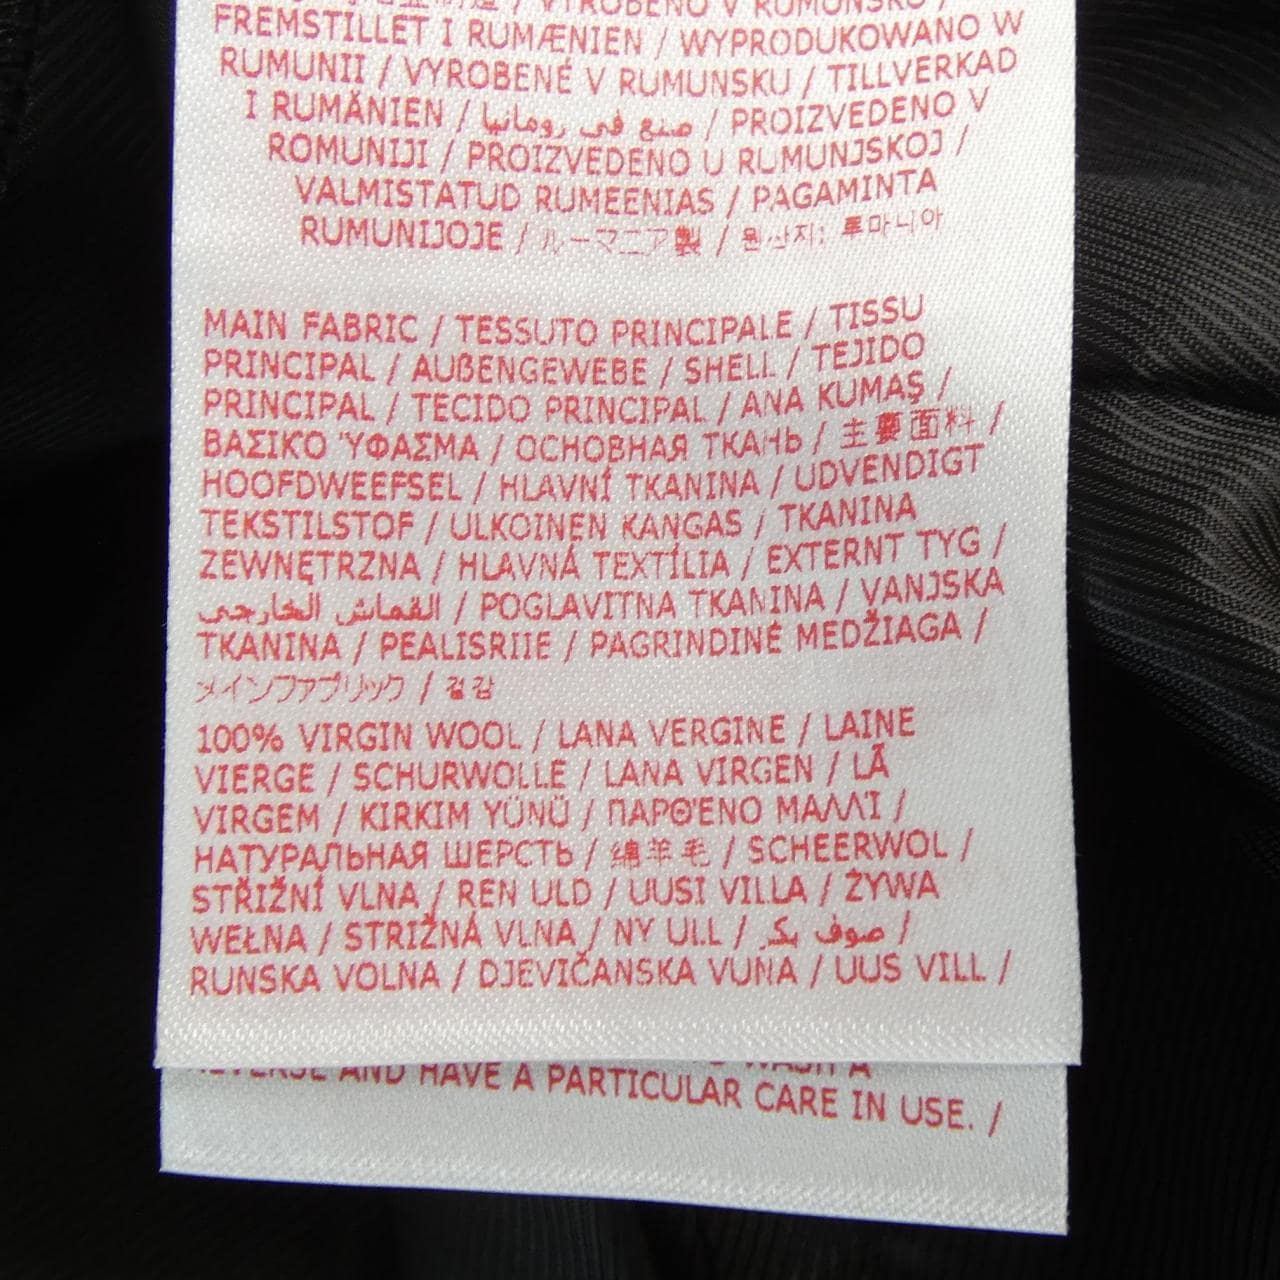 / VYROBENO V RUMUNSKU /
FREMSTILLET I RUMÆNIEN / WYPRODUKOWANO W
RUMUNII / VYROBENÉ V RUMUNSKU / TILLVERKAD
I RUMÄNIEN / صنع في رومانيا / PROIZVEDENO V
ROMUNIJI / PROIZVEDENO U RUMUNJSKOJ /
VALMISTATUD RUMEENIAS / PAGAMINTA
RUMUNIJOJE / ルーマニア製 / 원산지: 루마니아
MAIN FABRIC / TESSUTO PRINCIPALE / TISSU
PRINCIPAL / AUßENGEWEBE / SHELL / TEJIDO
PRINCIPAL / TECIDO PRINCIPAL / ANA KUMAŞ /
ΒΑΣΙΚΟ ΎΦΑΣΜΑ / ОСНОВНАЯ ТКАНЬ / 主要面料 /
HOOFDWEEFSEL / HLAVNÍ TKANINA / UDVENDIGT
TEKSTILSTOF / ULKOINEN KANGAS / TKANINA
ZEWNĘTRZNA / HLAVNÁ TEXTÍLIA / EXTERNT TYG /
القماش الخارجي / POGLAVITNA TKANINA / VANJSKA
TKANINA / PEALISRIIE / PAGRINDINĖ MEDŽIAGA /
メインファブリック / 겉감
100% VIRGIN WOOL / LANA VERGINE / LAINE
VIERGE / SCHURWOLLE / LANA VIRGEN / LÃ
VIRGEM / KIRKIM YÜNÜ / ΠΑΡΘΈΝΟ ΜΑΛΛΊ /
НАТУРАЛЬНАЯ ШЕРСТЬ / 绵羊毛 / SCHEERWOL /
STŘIŽNÍ VLNA / REN ULD / UUSI VILLA / ŻYWA
WEŁNA / STRIŽNÁ VLNA / NY ULL / صوف بكر /
RUNSKA VOLNA / DJEVIČANSKA VUNA / UUS VILL /
AND HAVE A PARTICULAR CARE IN USE. /